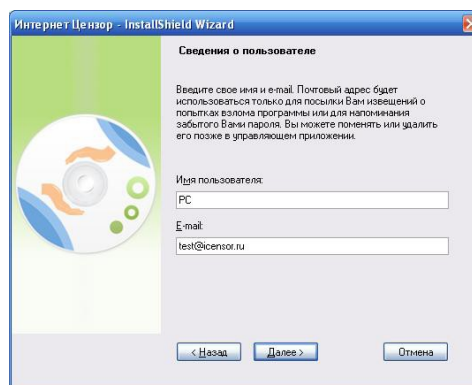 Интернет Цензор - InstallShield Wizard
Сведения о пользователе
Введите свое имя и e-mail. Почтовый адрес будет
использоваться только для посылки Вам извещений о
попытках взлома программы или для напоминания
забытого Вами пароля. Вы можете поменять или удалить
его позже в управляющем приложении.
Имя пользователя:
PC
E-mail:
test@icensor.ru
< Назад
Далее >
Отмена